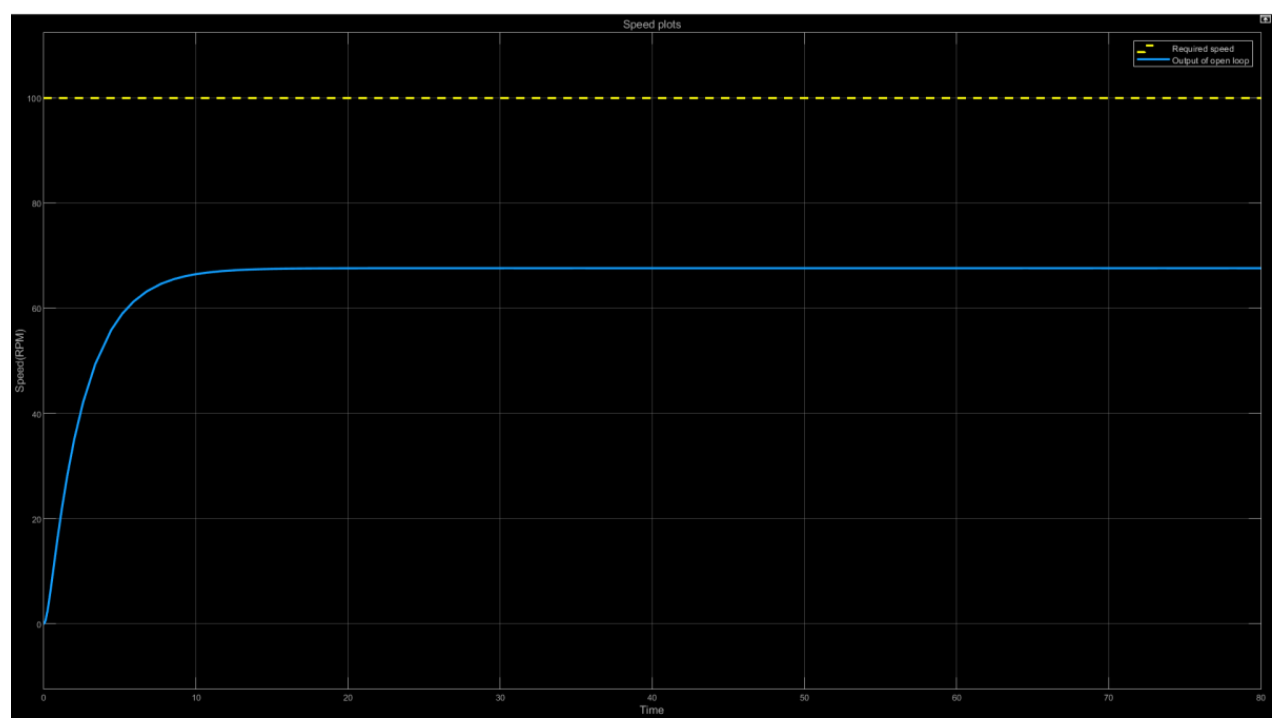 Speed plots
Required speed
Output of open loop
100
80
60
40
20
0
Speed(RPM)
0 10 20 30 40 50 60 70 80
Time